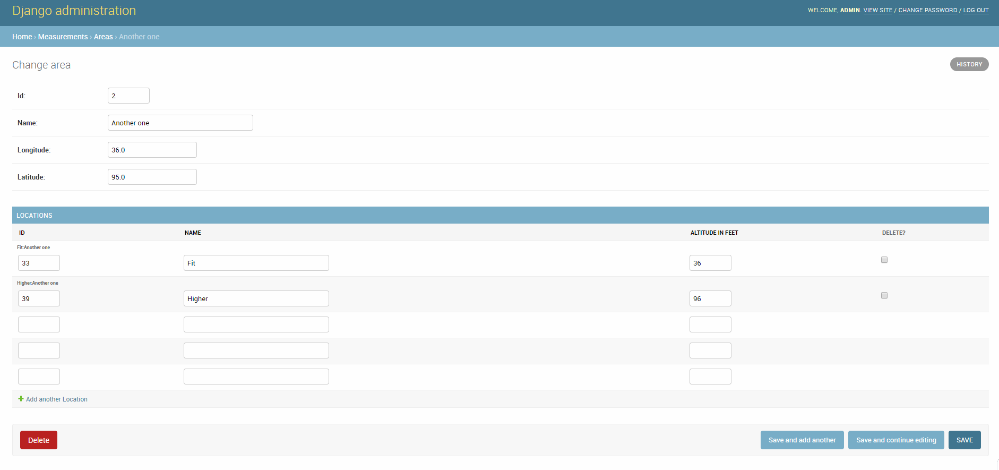 Django administration
WELCOME, ADMIN. VIEW SITE / CHANGE PASSWORD / LOG OUT
Home › Measurements › Areas › Another one
Change area
HISTORY
Id: 2
Name: Another one
Longitude: 36.0
Latitude: 95.0
LOCATIONS
ID NAME ALTITUDE IN FEET DELETE?
Fit:Another one
33 Fit 36
Higher:Another one
39 Higher 96
Add another Location
Delete Save and add another Save and continue editing SAVE